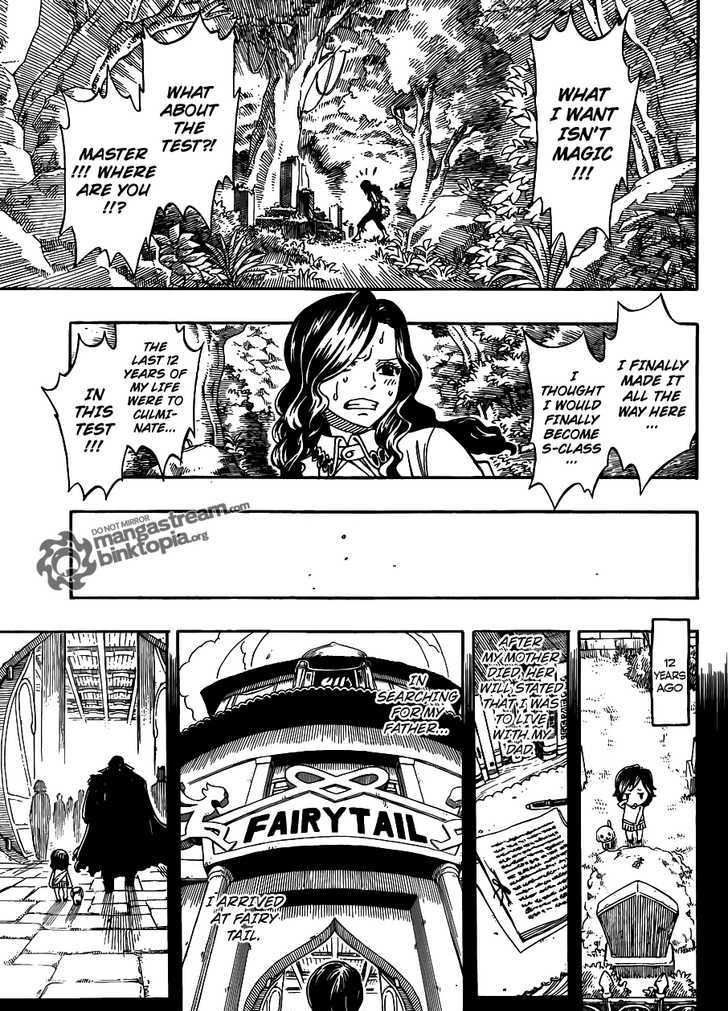 WHAT
I WANT
ISN'T
MAGIC
!!!
WHAT
ABOUT
THE
TEST?!
MASTER
!!! WHERE
ARE YOU
!!?
I FINALLY
MADE IT
ALL THE
WAY HERE
...
I
THOUGHT
I WOULD
FINALLY
BECOME
S-CLASS
...
THE
LAST 12
YEARS OF
MY LIFE
WERE TO
CULMI-
NATE...
IN
THIS
TEST
!!!
DO NOT MIRROR
mangastream.com
binktopia.org
12
YEARS
AGO
AFTER
MY MOTHER
DIED, HER
WILL STATED
THAT I WAS
TO LIVE
WITH MY
DAD.
IN
SEARCHING
FOR MY
FATHER...
FAIRYTAIL
I ARRIVED
AT FAIRY
TAIL.